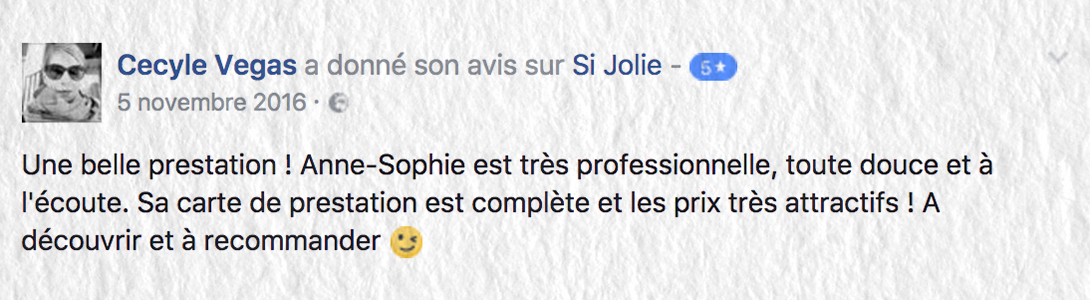 Cecyle Vegas a donné son avis sur Si Jolie - 5★
5 novembre 2016 ·
Une belle prestation ! Anne-Sophie est très professionnelle, toute douce et à
l'écoute. Sa carte de prestation est complète et les prix très attractifs ! A
découvrir et à recommander 😉